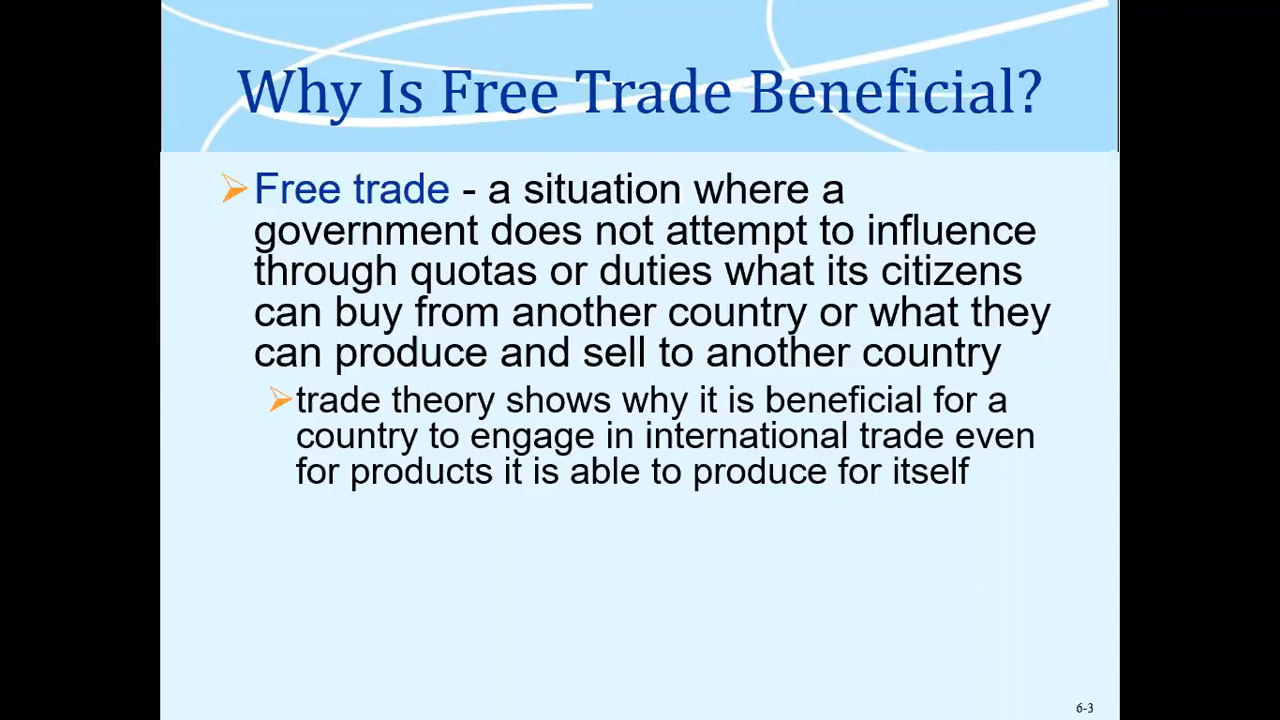 Why Is Free Trade Beneficial?
Free trade - a situation where a
government does not attempt to influence
through quotas or duties what its citizens
can buy from another country or what they
can produce and sell to another country
trade theory shows why it is beneficial for a
country to engage in international trade even
for products it is able to produce for itself
6-3